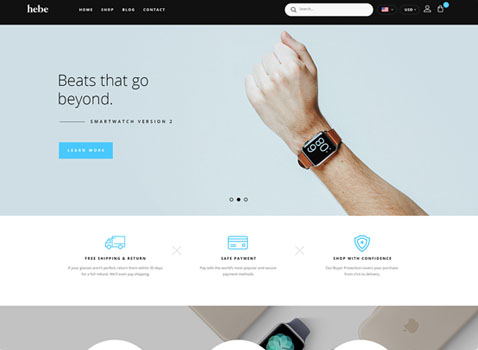 hebe
HOME SHOP BLOG CONTACT
Search...
USD
0
Beats that go
beyond.
SMARTWATCH VERSION 2
LEARN MORE
FREE SHIPPING & RETURN
If your glasses aren't perfect, return them within 30 days
for a full refund. We'll even pay shipping.
SAFE PAYMENT
Pay with the world's most popular and secure
payment methods.
SHOP WITH CONFIDENCE
Our Buyer Protection covers your purchase
from click to delivery.